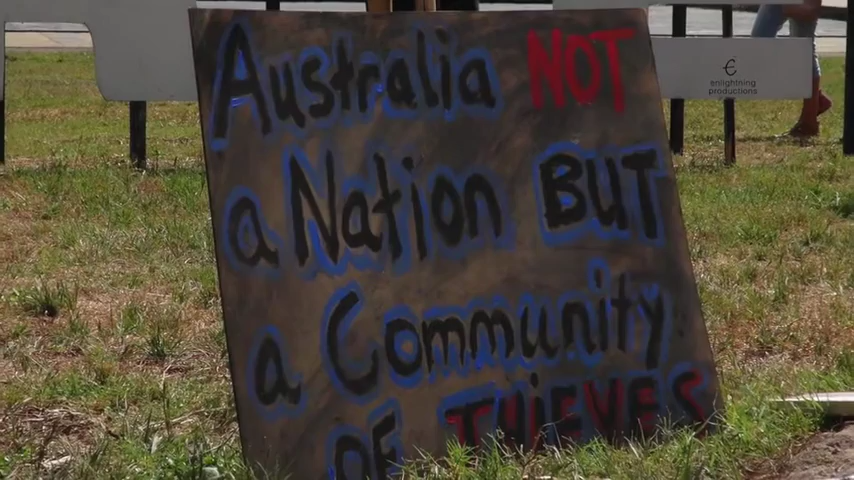 Australia NOT
a Nation BUT
a Community
OF THiEVES
€
enlightning
productions